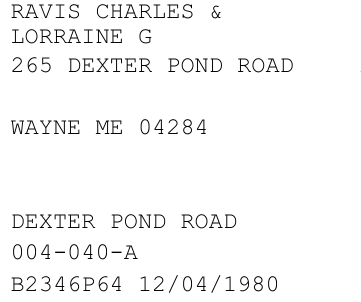 RAVIS CHARLES &
LORRAINE G
265 DEXTER POND ROAD
WAYNE ME 04284
DEXTER POND ROAD
004-040-A
B2346P64 12/04/1980